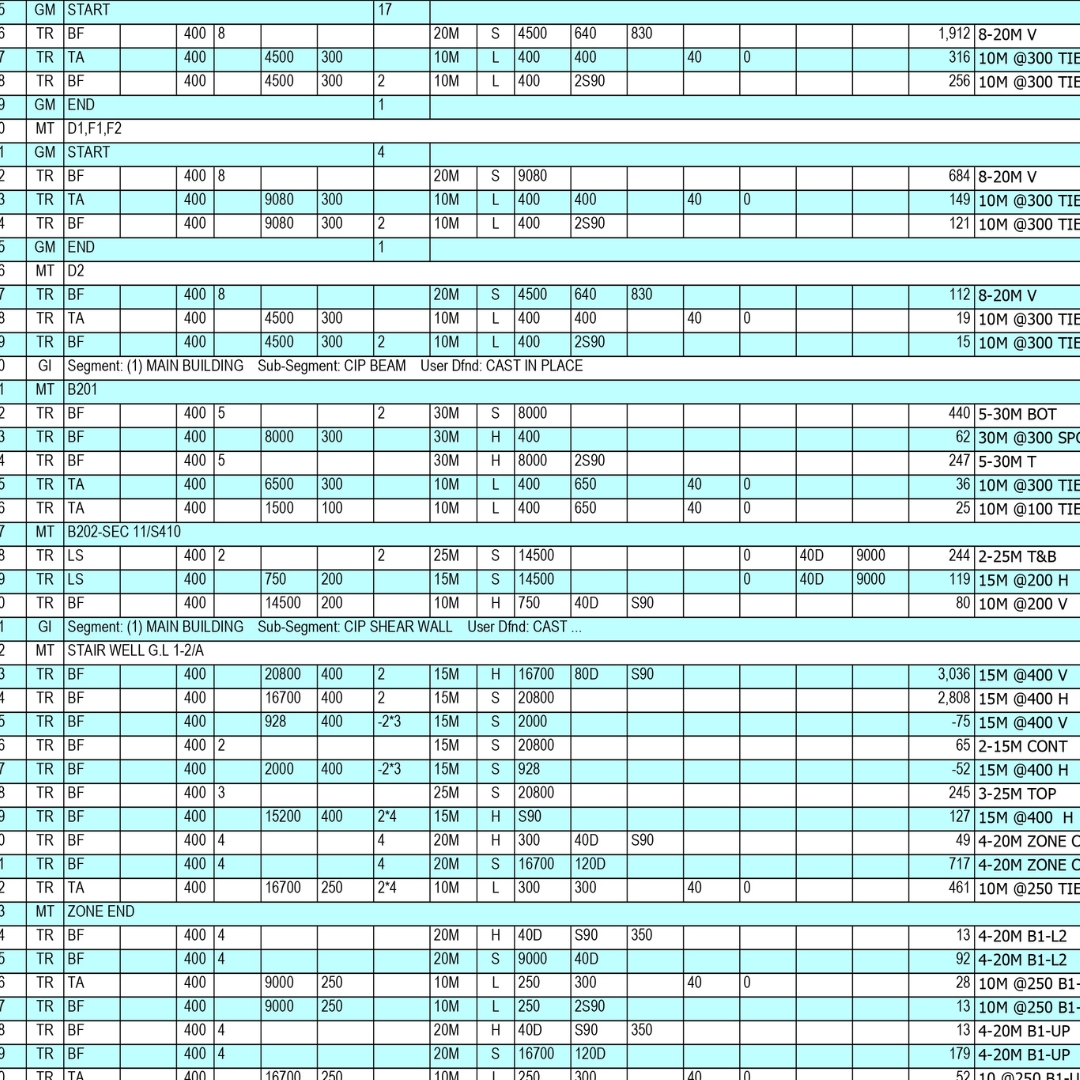 5 GM START 17
6 TR BF 400 8 20M S 4500 640 830 1,912 8-20M V
7 TR TA 400 4500 300 10M L 400 400 40 0 316 10M @300 TIE
8 TR BF 400 4500 300 2 10M L 400 2S90 256 10M @300 TIE
9 GM END 1
0 MT D1,F1,F2
1 GM START 4
2 TR BF 400 8 20M S 9080 684 8-20M V
3 TR TA 400 9080 300 10M L 400 400 40 0 149 10M @300 TIE
4 TR BF 400 9080 300 2 10M L 400 2S90 121 10M @300 TIE
5 GM END 1
6 MT D2
7 TR BF 400 8 20M S 4500 640 830 112 8-20M V
8 TR TA 400 4500 300 10M L 400 400 40 0 19 10M @300 TIE
9 TR BF 400 4500 300 2 10M L 400 2S90 15 10M @300 TIE
0 GI Segment: (1) MAIN BUILDING Sub-Segment: CIP BEAM User Dfnd: CAST IN PLACE
1 MT B201
2 TR BF 400 5 2 30M S 8000 440 5-30M BOT
3 TR BF 400 8000 300 30M H 400 62 30M @300 SPC
4 TR BF 400 5 30M H 8000 2S90 247 5-30M T
5 TR TA 400 6500 300 10M L 400 650 40 0 36 10M @300 TIE
6 TR TA 400 1500 100 10M L 400 650 40 0 25 10M @100 TIE
7 MT B202-SEC 11/S410
8 TR LS 400 2 2 25M S 14500 0 40D 9000 244 2-25M T&B
9 TR LS 400 750 200 15M S 14500 0 40D 9000 119 15M @200 H
0 TR BF 400 14500 200 10M H 750 40D S90 80 10M @200 V
1 GI Segment: (1) MAIN BUILDING Sub-Segment: CIP SHEAR WALL User Dfnd: CAST ...
2 MT STAIR WELL G.L 1-2/A
3 TR BF 400 20800 400 2 15M H 16700 80D S90 3,036 15M @400 V
4 TR BF 400 16700 400 2 15M S 20800 2,808 15M @400 H
5 TR BF 400 928 400 -2*3 15M S 2000 -75 15M @400 V
6 TR BF 400 2 15M S 20800 65 2-15M CONT
7 TR BF 400 2000 400 -2*3 15M S 928 -52 15M @400 H
8 TR BF 400 3 25M S 20800 245 3-25M TOP
9 TR BF 400 15200 400 2*4 15M H S90 127 15M @400 H
0 TR BF 400 4 4 20M H 300 40D S90 49 4-20M ZONE C
1 TR BF 400 4 4 20M S 16700 120D 717 4-20M ZONE C
2 TR TA 400 16700 250 2*4 10M L 300 300 40 0 461 10M @250 TIE
3 MT ZONE END
4 TR BF 400 4 20M H 40D S90 350 13 4-20M B1-L2
5 TR BF 400 4 20M S 9000 40D 92 4-20M B1-L2
6 TR TA 400 9000 250 10M L 250 300 40 0 28 10M @250 B1-
7 TR BF 400 9000 250 10M L 250 2S90 13 10M @250 B1-
8 TR BF 400 4 20M H 40D S90 350 13 4-20M B1-UP
9 TR BF 400 4 20M S 16700 120D 179 4-20M B1-UP
0 TR TA 400 16700 250 10M L 250 300 40 0 52 10 @250 B1-U